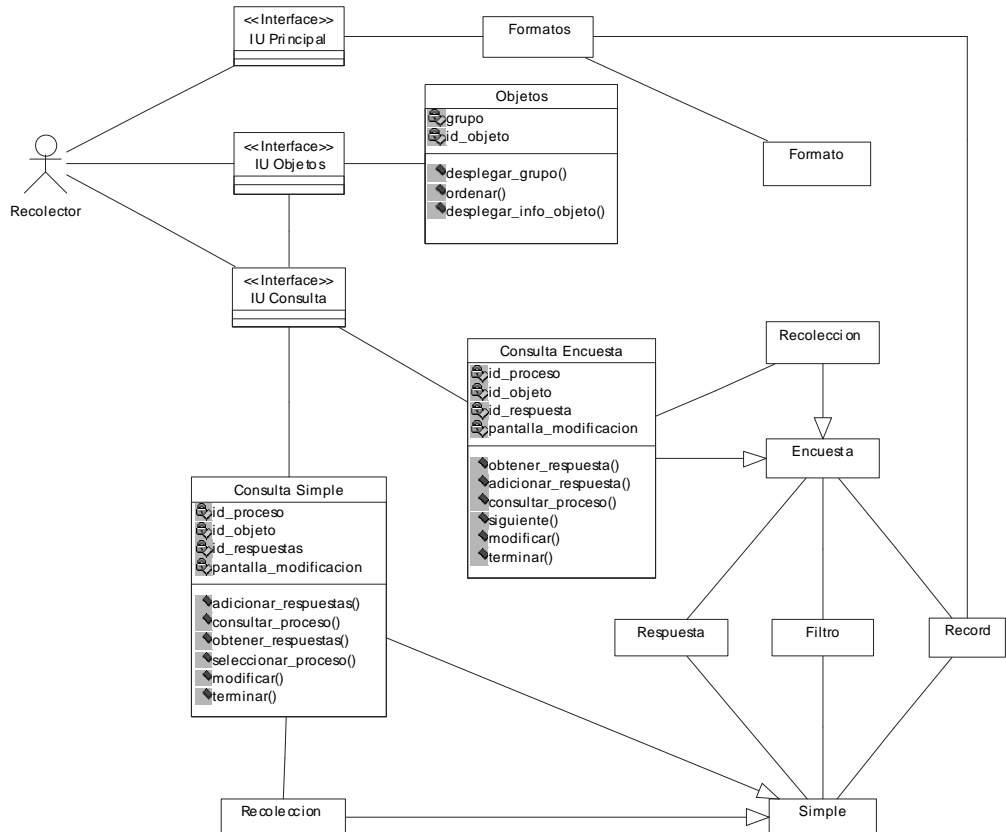 <<Interface>>
IU Principal
Formatos
Objetos
grupo
id_objeto
desplegar_grupo()
ordenar()
desplegar_info_objeto()
<<Interface>>
IU Objetos
Formato
Recolector
<<Interface>>
IU Consulta
Recoleccion
Consulta Encuesta
id_proceso
id_objeto
id_respuesta
pantalla_modificacion
obtener_respuesta()
adicionar_respuesta()
consultar_proceso()
siguiente()
modificar()
terminar()
Encuesta
Consulta Simple
id_proceso
id_objeto
id_respuestas
pantalla_modificacion
adicionar_respuestas()
consultar_proceso()
obtener_respuestas()
seleccionar_proceso()
modificar()
terminar()
Respuesta
Filtro
Record
Recoleccion
Simple